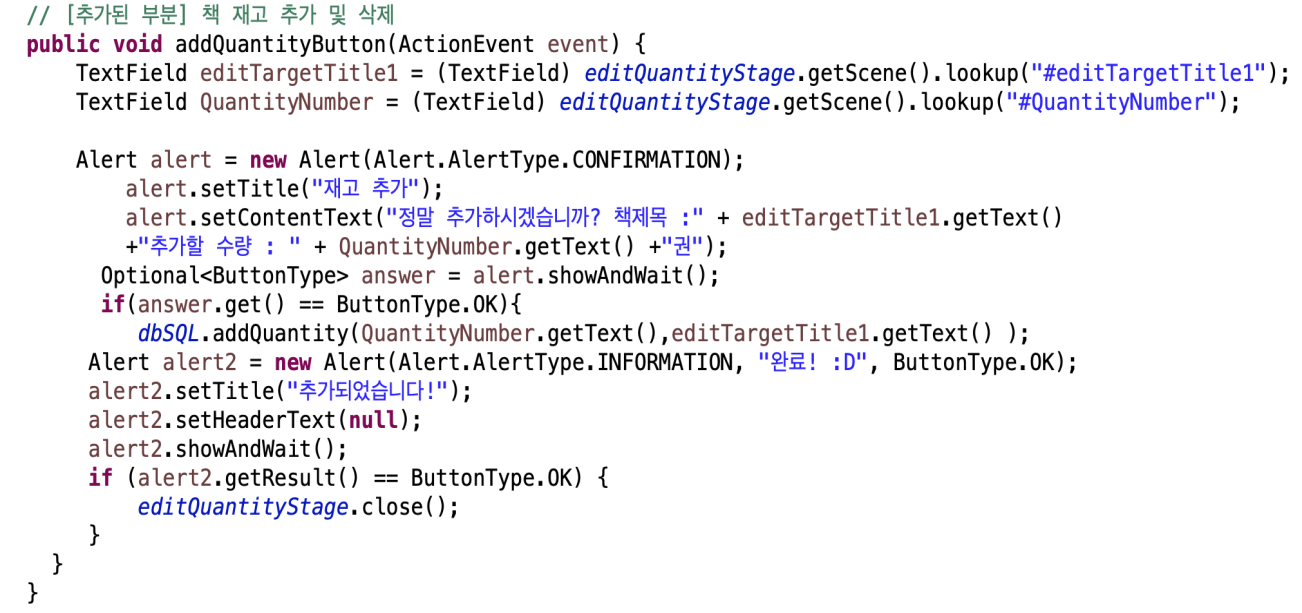 // [추가된 부분] 책 재고 추가 및 삭제
public void addQuantityButton(ActionEvent event) {
TextField editTargetTitle1 = (TextField) editQuantityStage.getScene().lookup("#editTargetTitle1");
TextField QuantityNumber = (TextField) editQuantityStage.getScene().lookup("#QuantityNumber");
Alert alert = new Alert(Alert.AlertType.CONFIRMATION);
alert.setTitle("재고 추가");
alert.setContentText("정말 추가하시겠습니까? 책제목 :" + editTargetTitle1.getText()
+"추가할 수량 : " + QuantityNumber.getText() +"권");
Optional<ButtonType> answer = alert.showAndWait();
if(answer.get() == ButtonType.OK){
dbSQL.addQuantity(QuantityNumber.getText(),editTargetTitle1.getText() );
Alert alert2 = new Alert(Alert.AlertType.INFORMATION, "완료! :D", ButtonType.OK);
alert2.setTitle("추가되었습니다!");
alert2.setHeaderText(null);
alert2.showAndWait();
if (alert2.getResult() == ButtonType.OK) {
editQuantityStage.close();
}
}
}